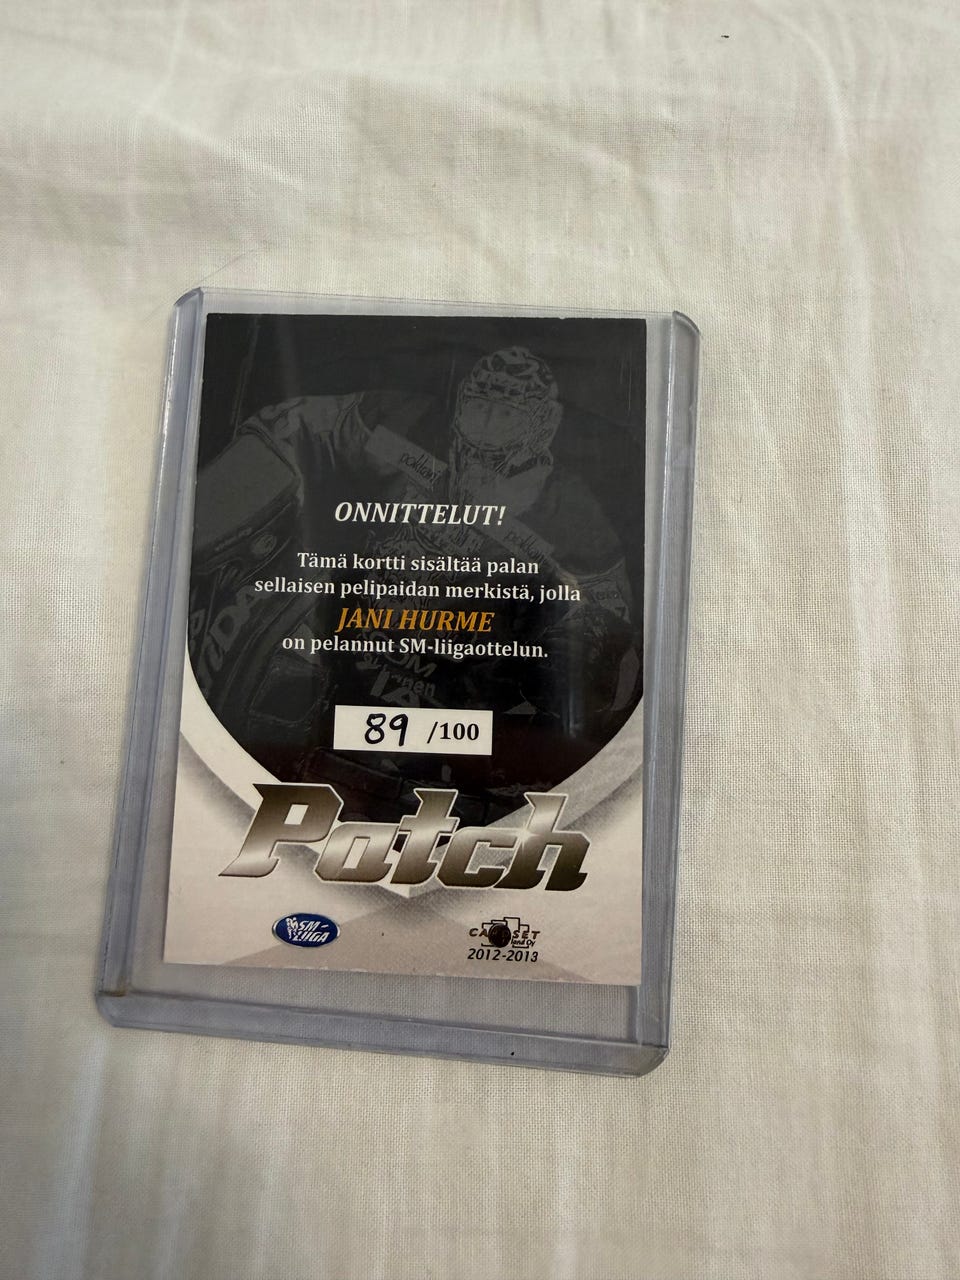 ONNITTELUT!
Tämä kortti sisältää palan
sellaisen pelipaidan merkistä, jolla
JANI HURME
on pelannut SM-liigaottelun.
89 /100
Patch
SM-LIIGA
CARDSET
2012-2013